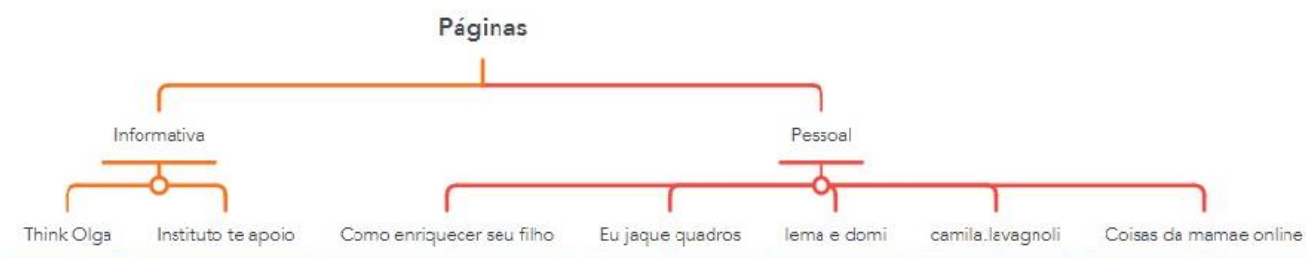 Páginas
Informativa
Pessoal
Think Olga
Instituto te apoio
Como enriquecer seu filho
Eu jaque quadros
lema e domi
camila.lavagnoli
Coisas da mamae online